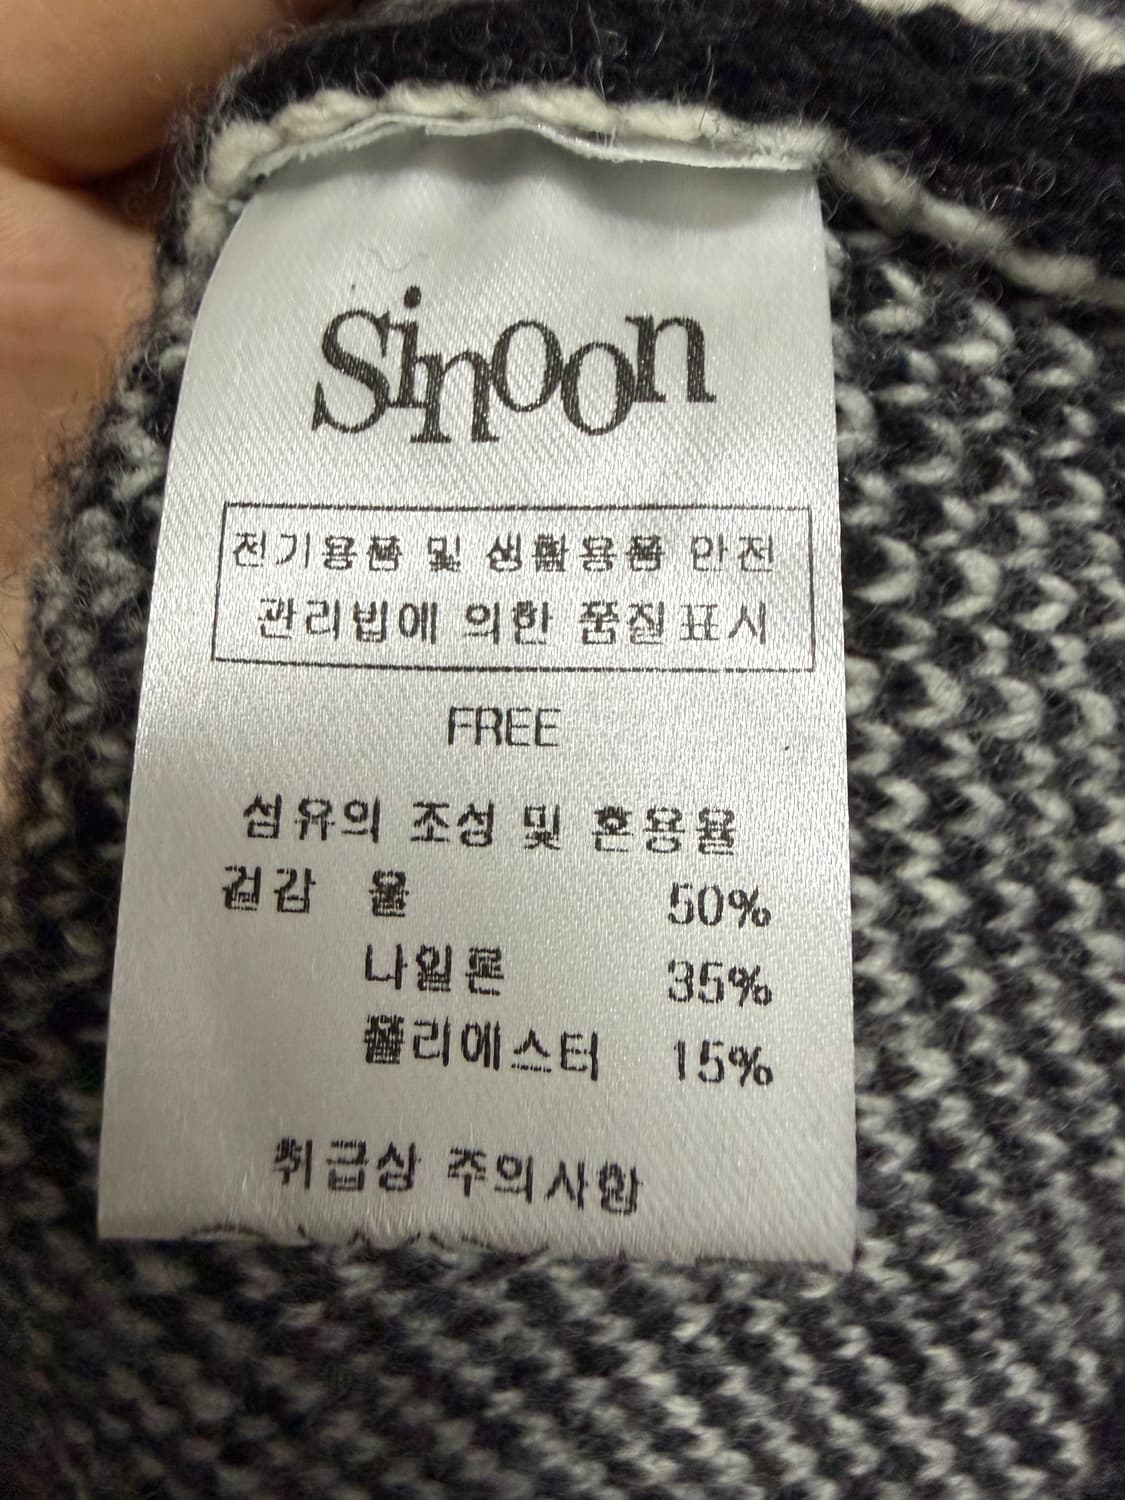 Sinoon
전기용품 및 생활용품 안전
관리법에 의한 품질표시
FREE
섬유의 조성 및 혼용율
겉감 울 50%
나일론 35%
폴리에스터 15%
취급상 주의사항